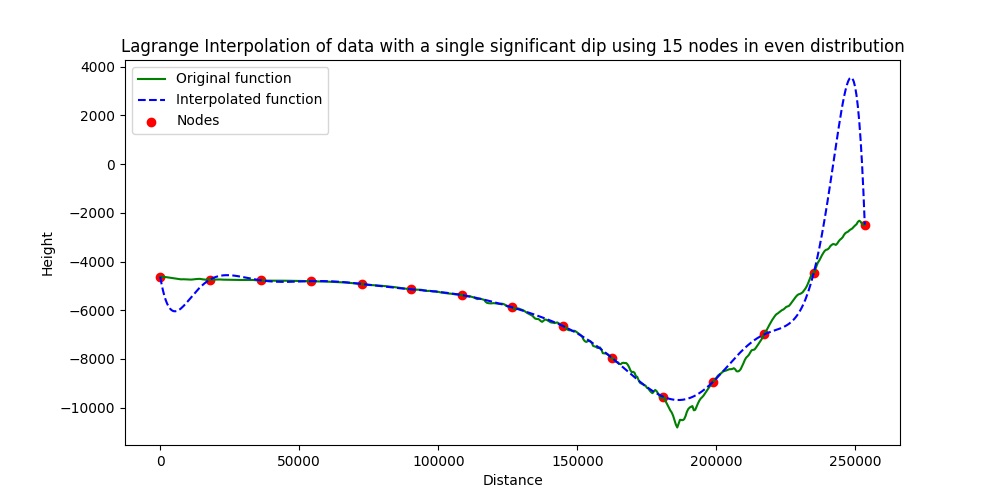 Lagrange Interpolation of data with a single significant dip using 15 nodes in even distribution
4000
2000
0
−2000
−4000
−6000
−8000
−10000
Height
Original function
Interpolated function
Nodes
0
50000
100000
150000
200000
250000
Distance